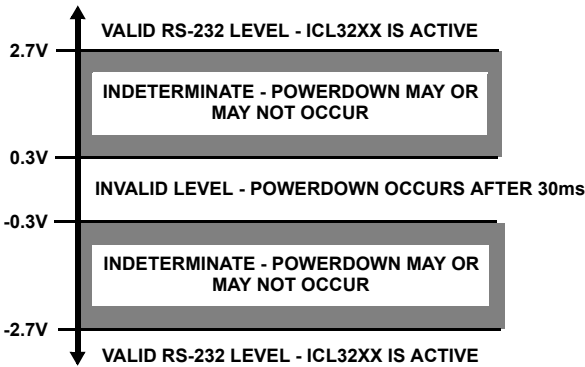 VALID RS-232 LEVEL - ICL32XX IS ACTIVE
2.7V
INDETERMINATE - POWERDOWN MAY OR
MAY NOT OCCUR
0.3V
INVALID LEVEL - POWERDOWN OCCURS AFTER 30ms
-0.3V
INDETERMINATE - POWERDOWN MAY OR
MAY NOT OCCUR
-2.7V
VALID RS-232 LEVEL - ICL32XX IS ACTIVE